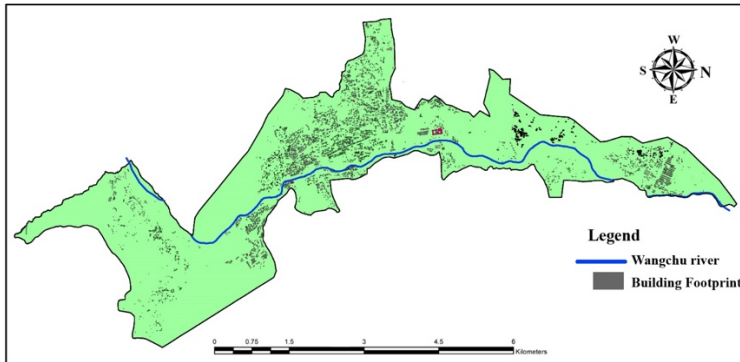 W
S N
E
Legend
Wangchu river
Building Footprint
0 0.75 1.5 3 4.5 6
Kilometers